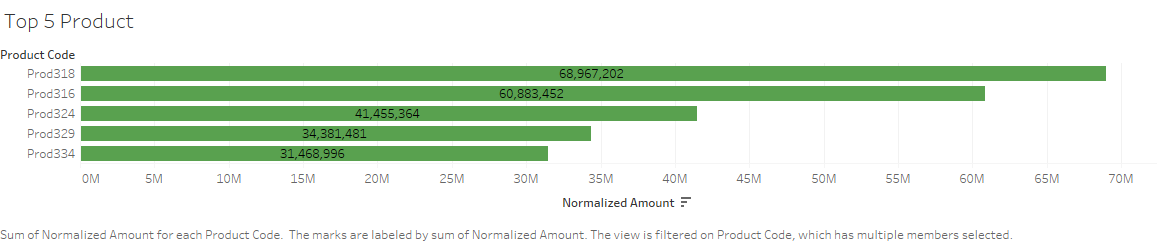 Top 5 Product
Product Code
Prod318 68,967,202
Prod316 60,883,452
Prod324 41,455,364
Prod329 34,381,481
Prod334 31,468,996
0M 5M 10M 15M 20M 25M 30M 35M 40M 45M 50M 55M 60M 65M 70M
Normalized Amount
Sum of Normalized Amount for each Product Code.  The marks are labeled by sum of Normalized Amount. The view is filtered on Product Code, which has multiple members selected.